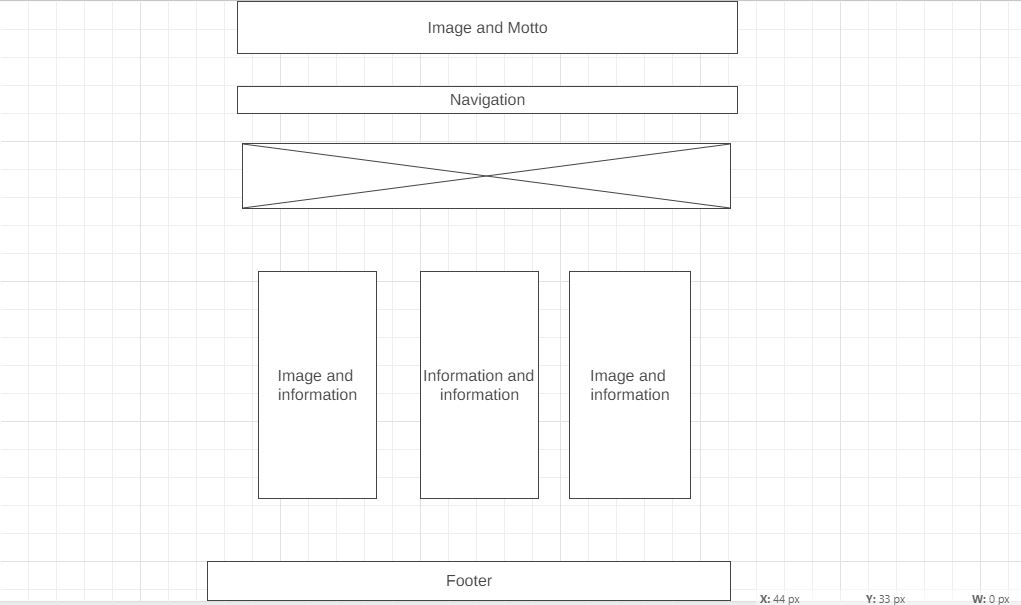 Image and Motto
Navigation
Image and
information
Information and
information
Image and
information
Footer
X: 44 px Y: 33 px W: 0 px